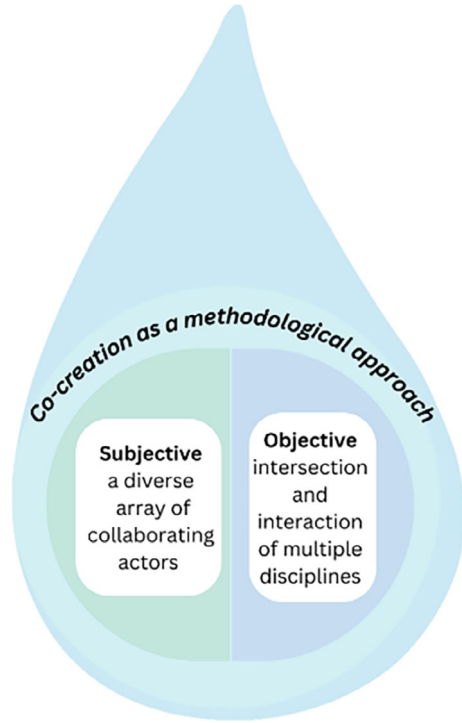 Co-creation as a methodological approach
Subjective
a diverse
array of
collaborating
actors
Objective
intersection
and
interaction
of multiple
disciplines